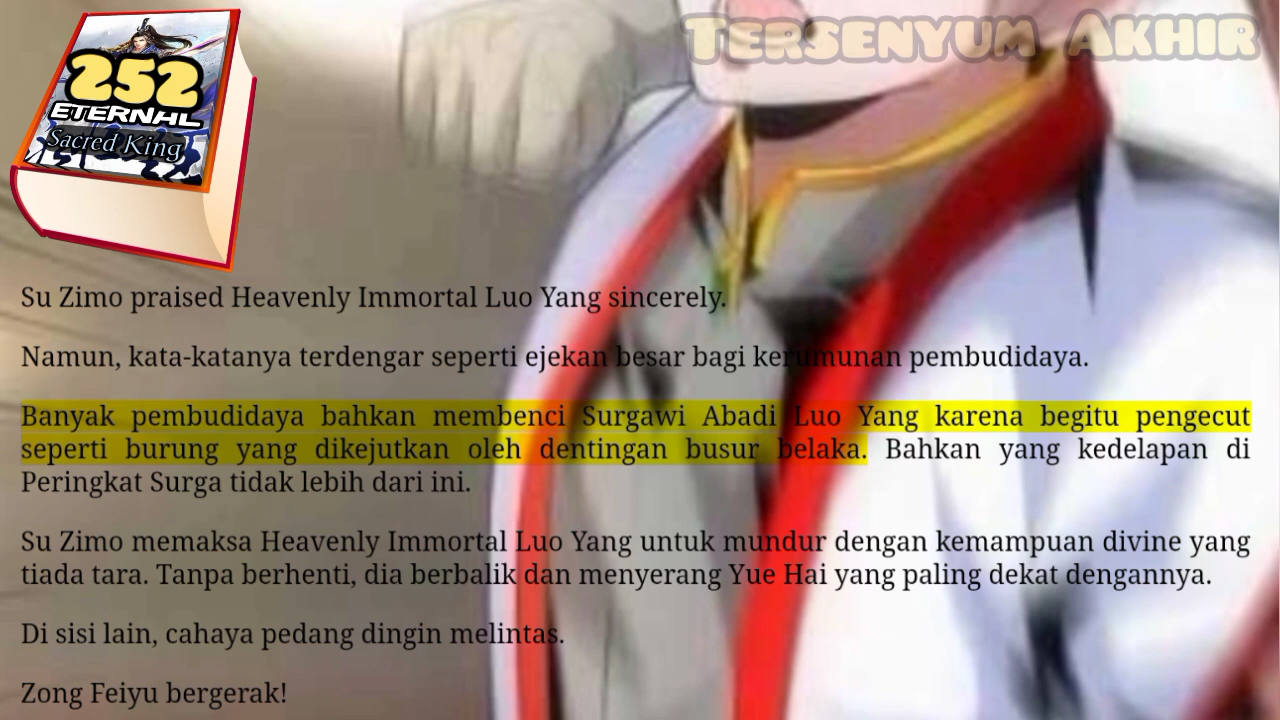 TERSENYUM AKHIR
252
ETERNAL
Sacred King
Su Zimo praised Heavenly Immortal Luo Yang sincerely.
Namun, kata-katanya terdengar seperti ejekan besar bagi kerumunan pembudidaya.
Banyak pembudidaya bahkan membenci Surgawi Abadi Luo Yang karena begitu pengecut
seperti burung yang dikejutkan oleh dentingan busur belaka. Bahkan yang kedelapan di
Peringkat Surga tidak lebih dari ini.
Su Zimo memaksa Heavenly Immortal Luo Yang untuk mundur dengan kemampuan divine yang
tiada tara. Tanpa berhenti, dia berbalik dan menyerang Yue Hai yang paling dekat dengannya.
Di sisi lain, cahaya pedang dingin melintas.
Zong Feiyu bergerak!